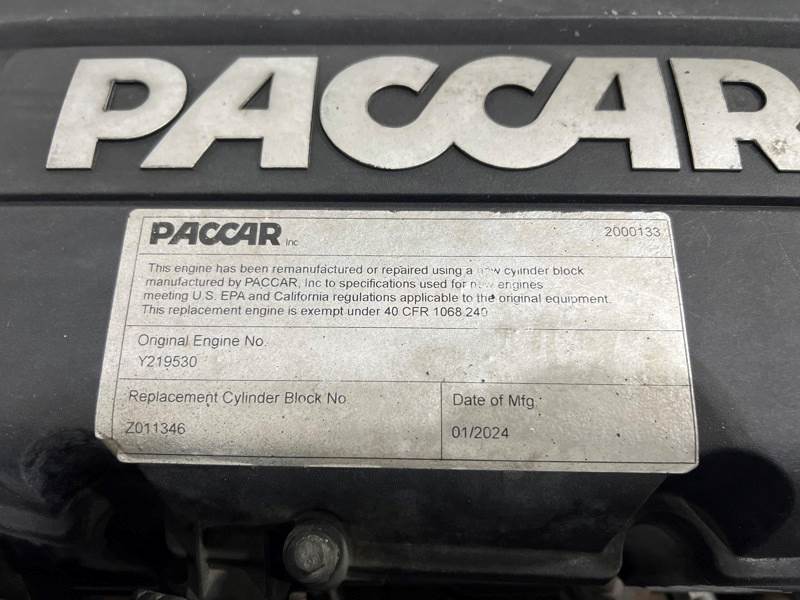 PACCAR
PACCAR Inc
2000133
This engine has been remanufactured or repaired using a new cylinder block
manufactured by PACCAR, Inc to specifications used for new engines
meeting U.S. EPA and California regulations applicable to the original equipment.
This replacement engine is exempt under 40 CFR 1068.240
Original Engine No.
Y219530
Replacement Cylinder Block No.
Z011346
Date of Mfg.
01/2024